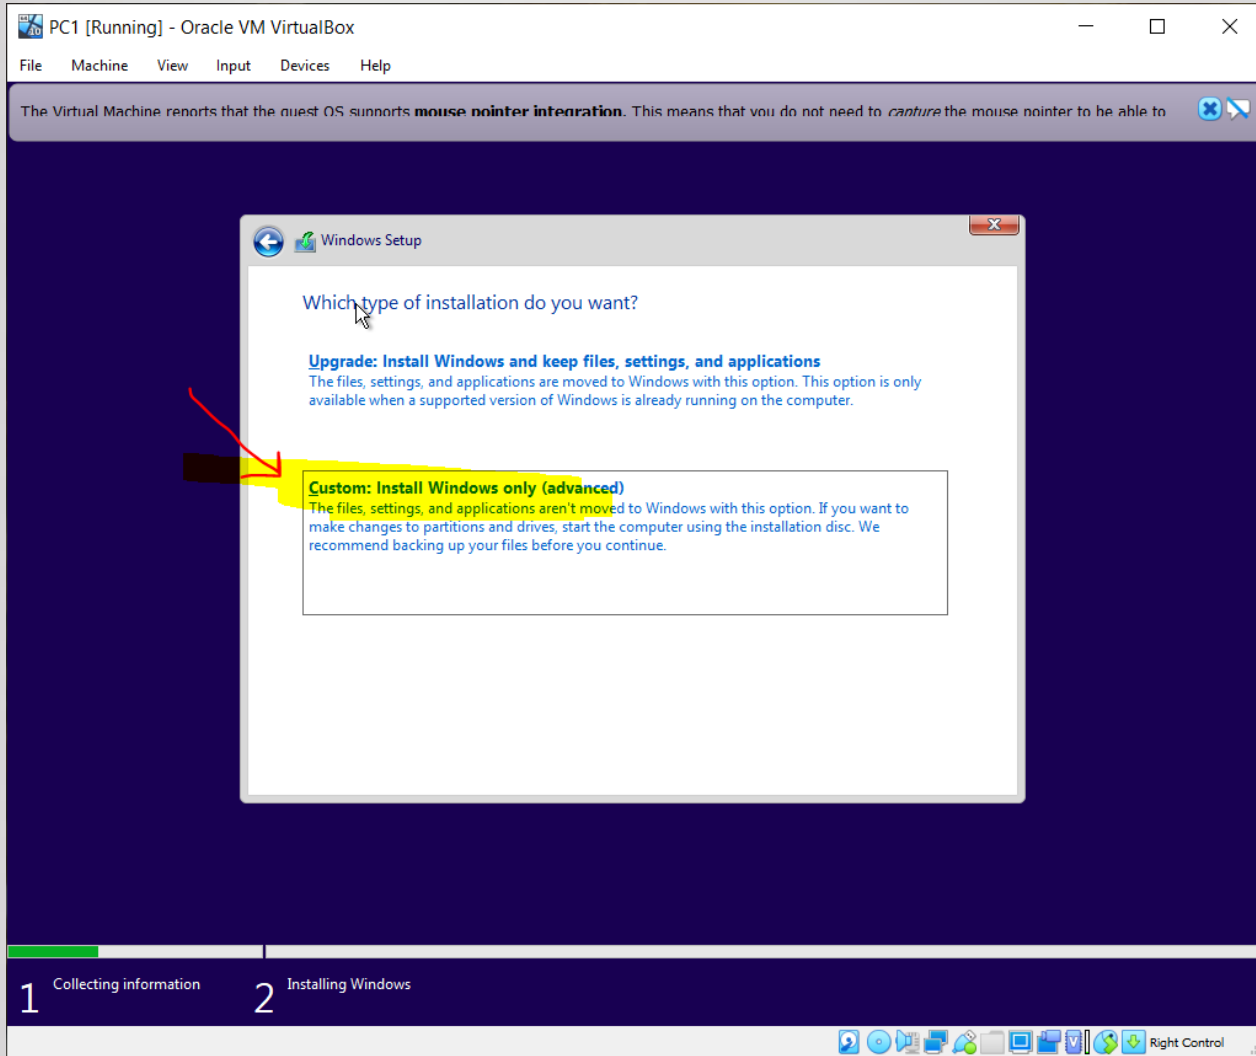 PC1 [Running] - Oracle VM VirtualBox
File Machine View Input Devices Help
The Virtual Machine reports that the guest OS supports mouse pointer integration. This means that you do not need to capture the mouse pointer to be able to
Windows Setup
Which type of installation do you want?
Upgrade: Install Windows and keep files, settings, and applications
The files, settings, and applications are moved to Windows with this option. This option is only
available when a supported version of Windows is already running on the computer.
Custom: Install Windows only (advanced)
The files, settings, and applications aren't moved to Windows with this option. If you want to
make changes to partitions and drives, start the computer using the installation disc. We
recommend backing up your files before you continue.
1 Collecting information 2 Installing Windows
Right Control